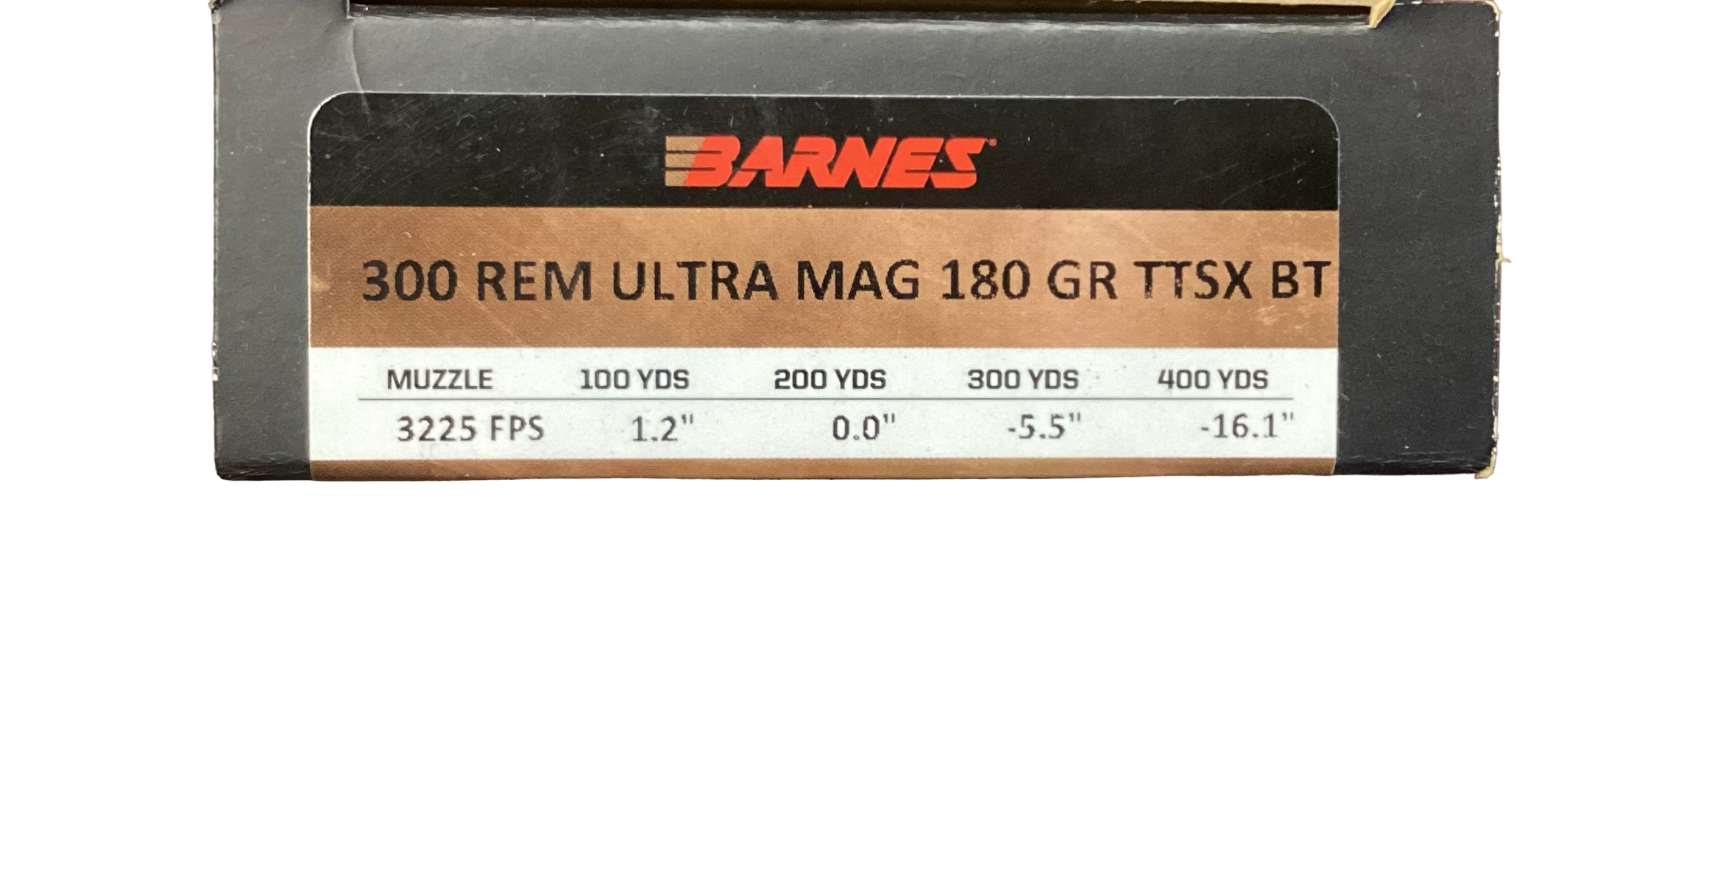 BARNES
300 REM ULTRA MAG 180 GR TTSX BT
MUZZLE 100 YDS 200 YDS 300 YDS 400 YDS
3225 FPS 1.2" 0.0" -5.5" -16.1"